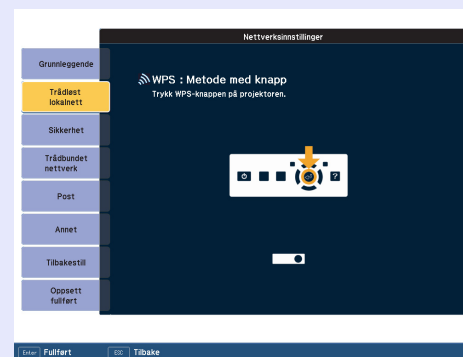 Nettverksinnstillinger
Grunnleggende
Trådløst
lokalnett
Sikkerhet
Trådbundet
nettverk
Post
Annet
Tilbakestill
Oppsett
fullført
WPS : Metode med knapp
Trykk WPS-knappen på projektoren.
?
Enter Fullført ESC Tilbake